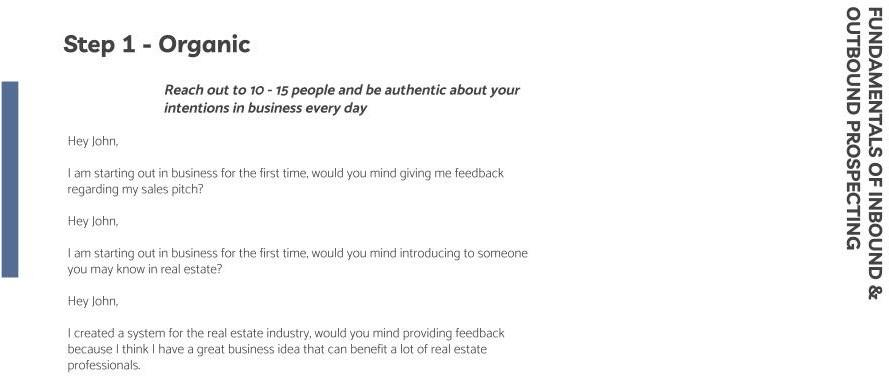 Step 1 - Organic
Reach out to 10 - 15 people and be authentic about your
intentions in business every day
Hey John,
I am starting out in business for the first time, would you mind giving me feedback
regarding my sales pitch?
Hey John,
I am starting out in business for the first time, would you mind introducing to someone
you may know in real estate?
Hey John,
I created a system for the real estate industry, would you mind providing feedback
because I think I have a great business idea that can benefit a lot of real estate
professionals.
FUNDAMENTALS OF INBOUND &
OUTBOUND PROSPECTING